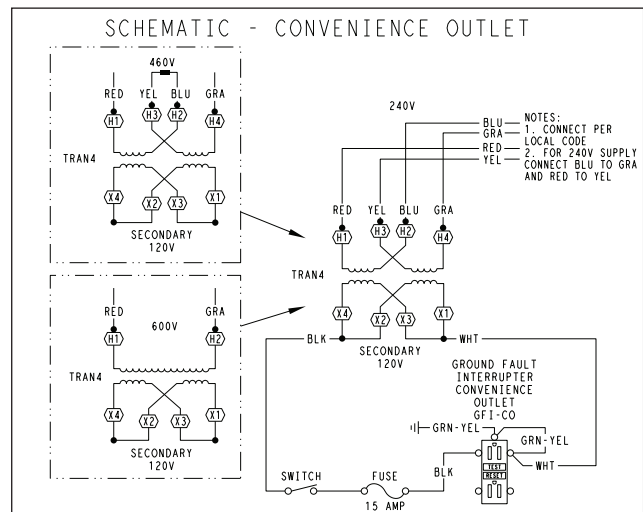 SCHEMATIC - CONVENIENCE OUTLET
460V
RED YEL BLU GRA
H1 H3 H2 H4
TRAN4
X4 X2 X3 X1
SECONDARY
120V
RED GRA
600V
H1 H2
TRAN4
X4 X2 X3 X1
SECONDARY
120V
240V
BLU
GRA
RED
YEL
NOTES:
1. CONNECT PER
LOCAL CODE
2. FOR 240V SUPPLY
CONNECT BLU TO GRA
AND RED TO YEL
RED YEL BLU GRA
H1 H3 H2 H4
TRAN4
X4 X2 X3 X1
BLK WHT
SECONDARY
120V
GROUND FAULT
INTERRUPTER
CONVENIENCE
OUTLET
GFI-CO
GRN-YEL
GRN-YEL
WHT
BLK
TEST
RESET
SWITCH FUSE
15 AMP